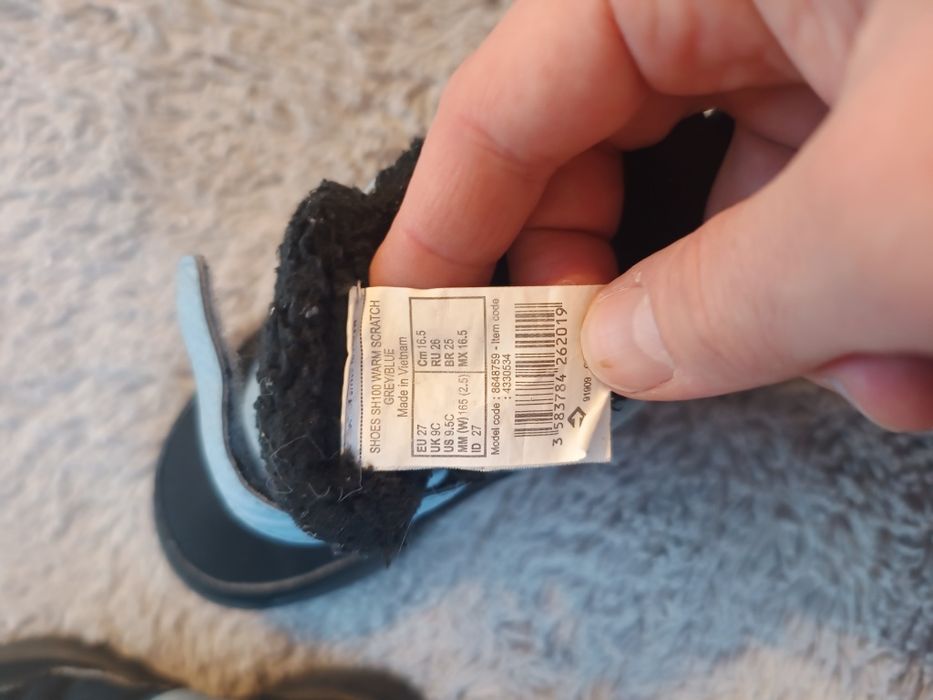 SHOES SH100 WARM SCRATCH
GREY/BLUE
Made in Vietnam
EU 27
UK 9C
US 9.5C
MM (W) 165 (2.5)
ID 27
Cm 16.5
RU 26
BR 25
MX 16.5
Model code : 8648759 - Item code
: 4330534
3 583784 262019
91909